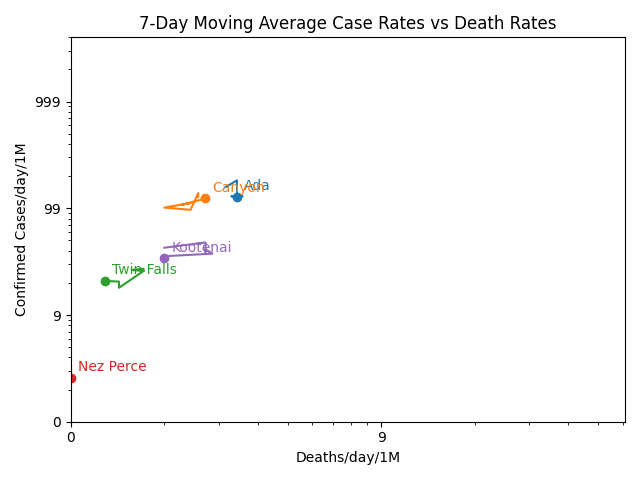 7-Day Moving Average Case Rates vs Death Rates
999
Canyon
Ada
99
Kootenai
Twin Falls
9
Nez Perce
0
0
9
Confirmed Cases/day/1M
Deaths/day/1M